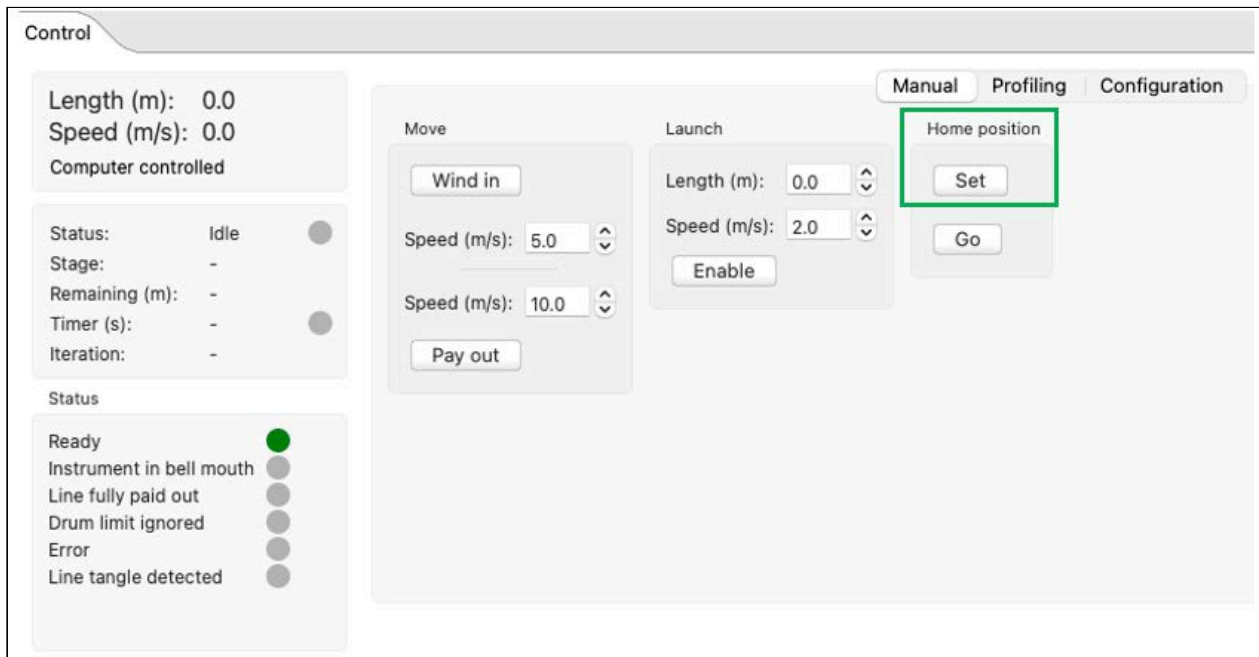 Control
Length (m): 0.0
Speed (m/s): 0.0
Computer controlled
Status: Idle
Stage: -
Remaining (m): -
Timer (s): -
Iteration: -
Status
Ready
Instrument in bell mouth
Line fully paid out
Drum limit ignored
Error
Line tangle detected
Manual Profiling Configuration
Move
Wind in
Speed (m/s): 5.0
Speed (m/s): 10.0
Pay out
Launch
Length (m): 0.0
Speed (m/s): 2.0
Enable
Home position
Set
Go